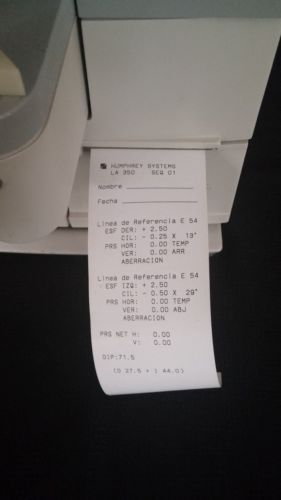 HUMPHREY SYSTEMS
LA 350 SEQ 01
Nombre
Fecha
Linea de Referencia E 54
ESF DER: + 2.50
CIL: - 0.25 X 13°
PRS HOR: 0.00 TEMP
VER: 0.00 ARR
ABERRACION
Linea de Referencia E 54
ESF IZQ: + 2.50
CIL: - 0.50 X 29°
PRS HOR: 0.00 TEMP
VER: 0.00 ABJ
ABERRACION
PRS NET H: 0.00
V: 0.00
DIP:71.5
(D 27.5 + I 44.0)